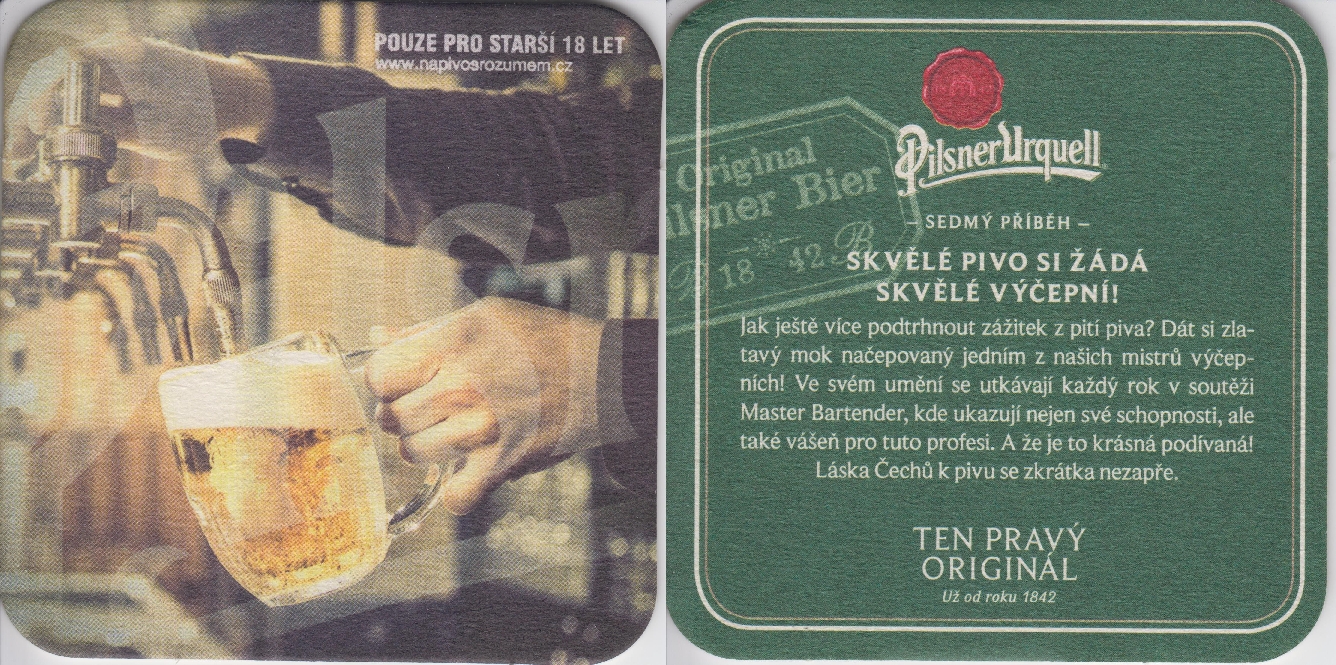 POUZE PRO STARŠÍ 18 LET
www.napivosrozumem.cz
Original
Bier
18 42 B
Pilsner Urquell
SEDMÝ PŘÍBĚH –
SKVĚLÉ PIVO SI ŽÁDÁ
SKVĚLÉ VÝČEPNÍ!
Jak ještě více podtrhnout zážitek z pití piva? Dát si zla-
tavý mok načepovaný jedním z našich mistrů výčep-
ních! Ve svém umění se utkávají každý rok v soutěži
Master Bartender, kde ukazují nejen své schopnosti, ale
také vášeň pro tuto profesi. A že je to krásná podívaná!
Láska Čechů k pivu se zkrátka nezapře.
TEN PRAVÝ
ORIGINÁL
Už od roku 1842